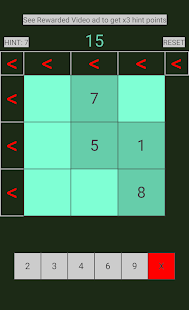 See Rewarded Video ad to get x3 hint points
HINT: 7 15 RESET
< < < < <
< 7
< 5 1
< 8
2 3 4 6 9